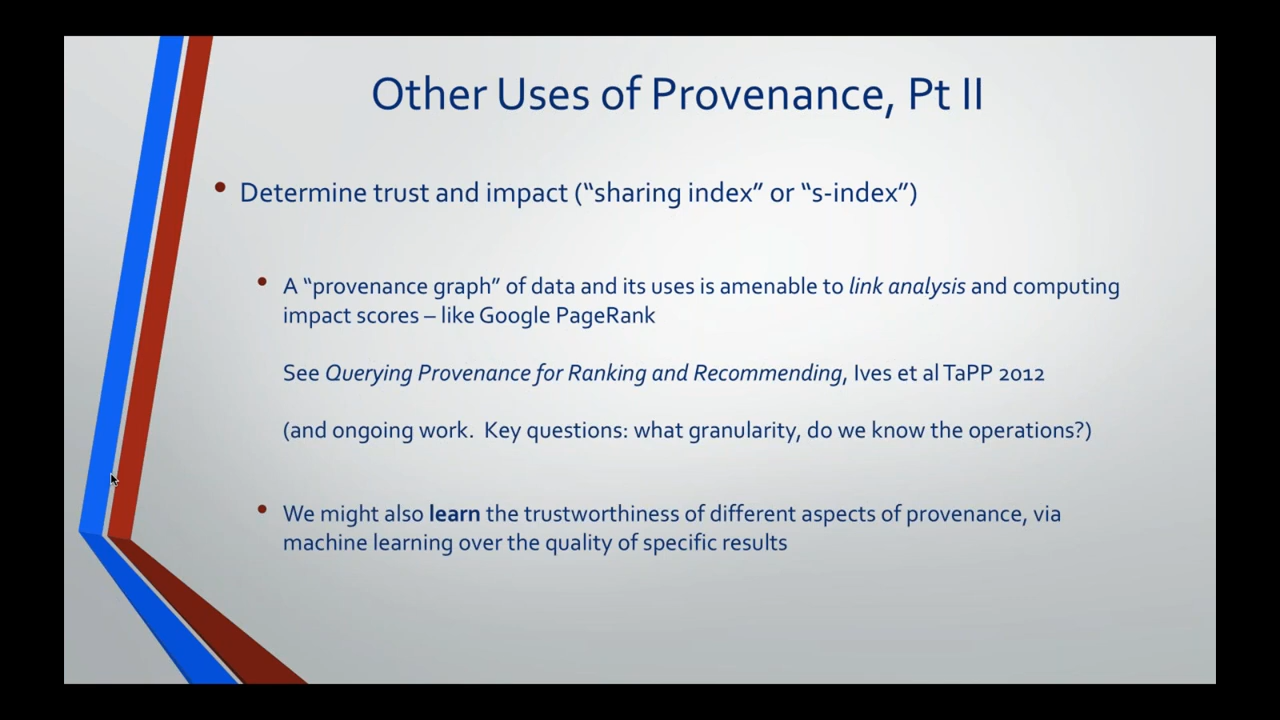 Other Uses of Provenance, Pt II
• Determine trust and impact (“sharing index” or “s-index”)
• A “provenance graph” of data and its uses is amenable to link analysis and computing
impact scores – like Google PageRank
See Querying Provenance for Ranking and Recommending, Ives et al TaPP 2012
(and ongoing work.  Key questions: what granularity, do we know the operations?)
• We might also learn the trustworthiness of different aspects of provenance, via
machine learning over the quality of specific results